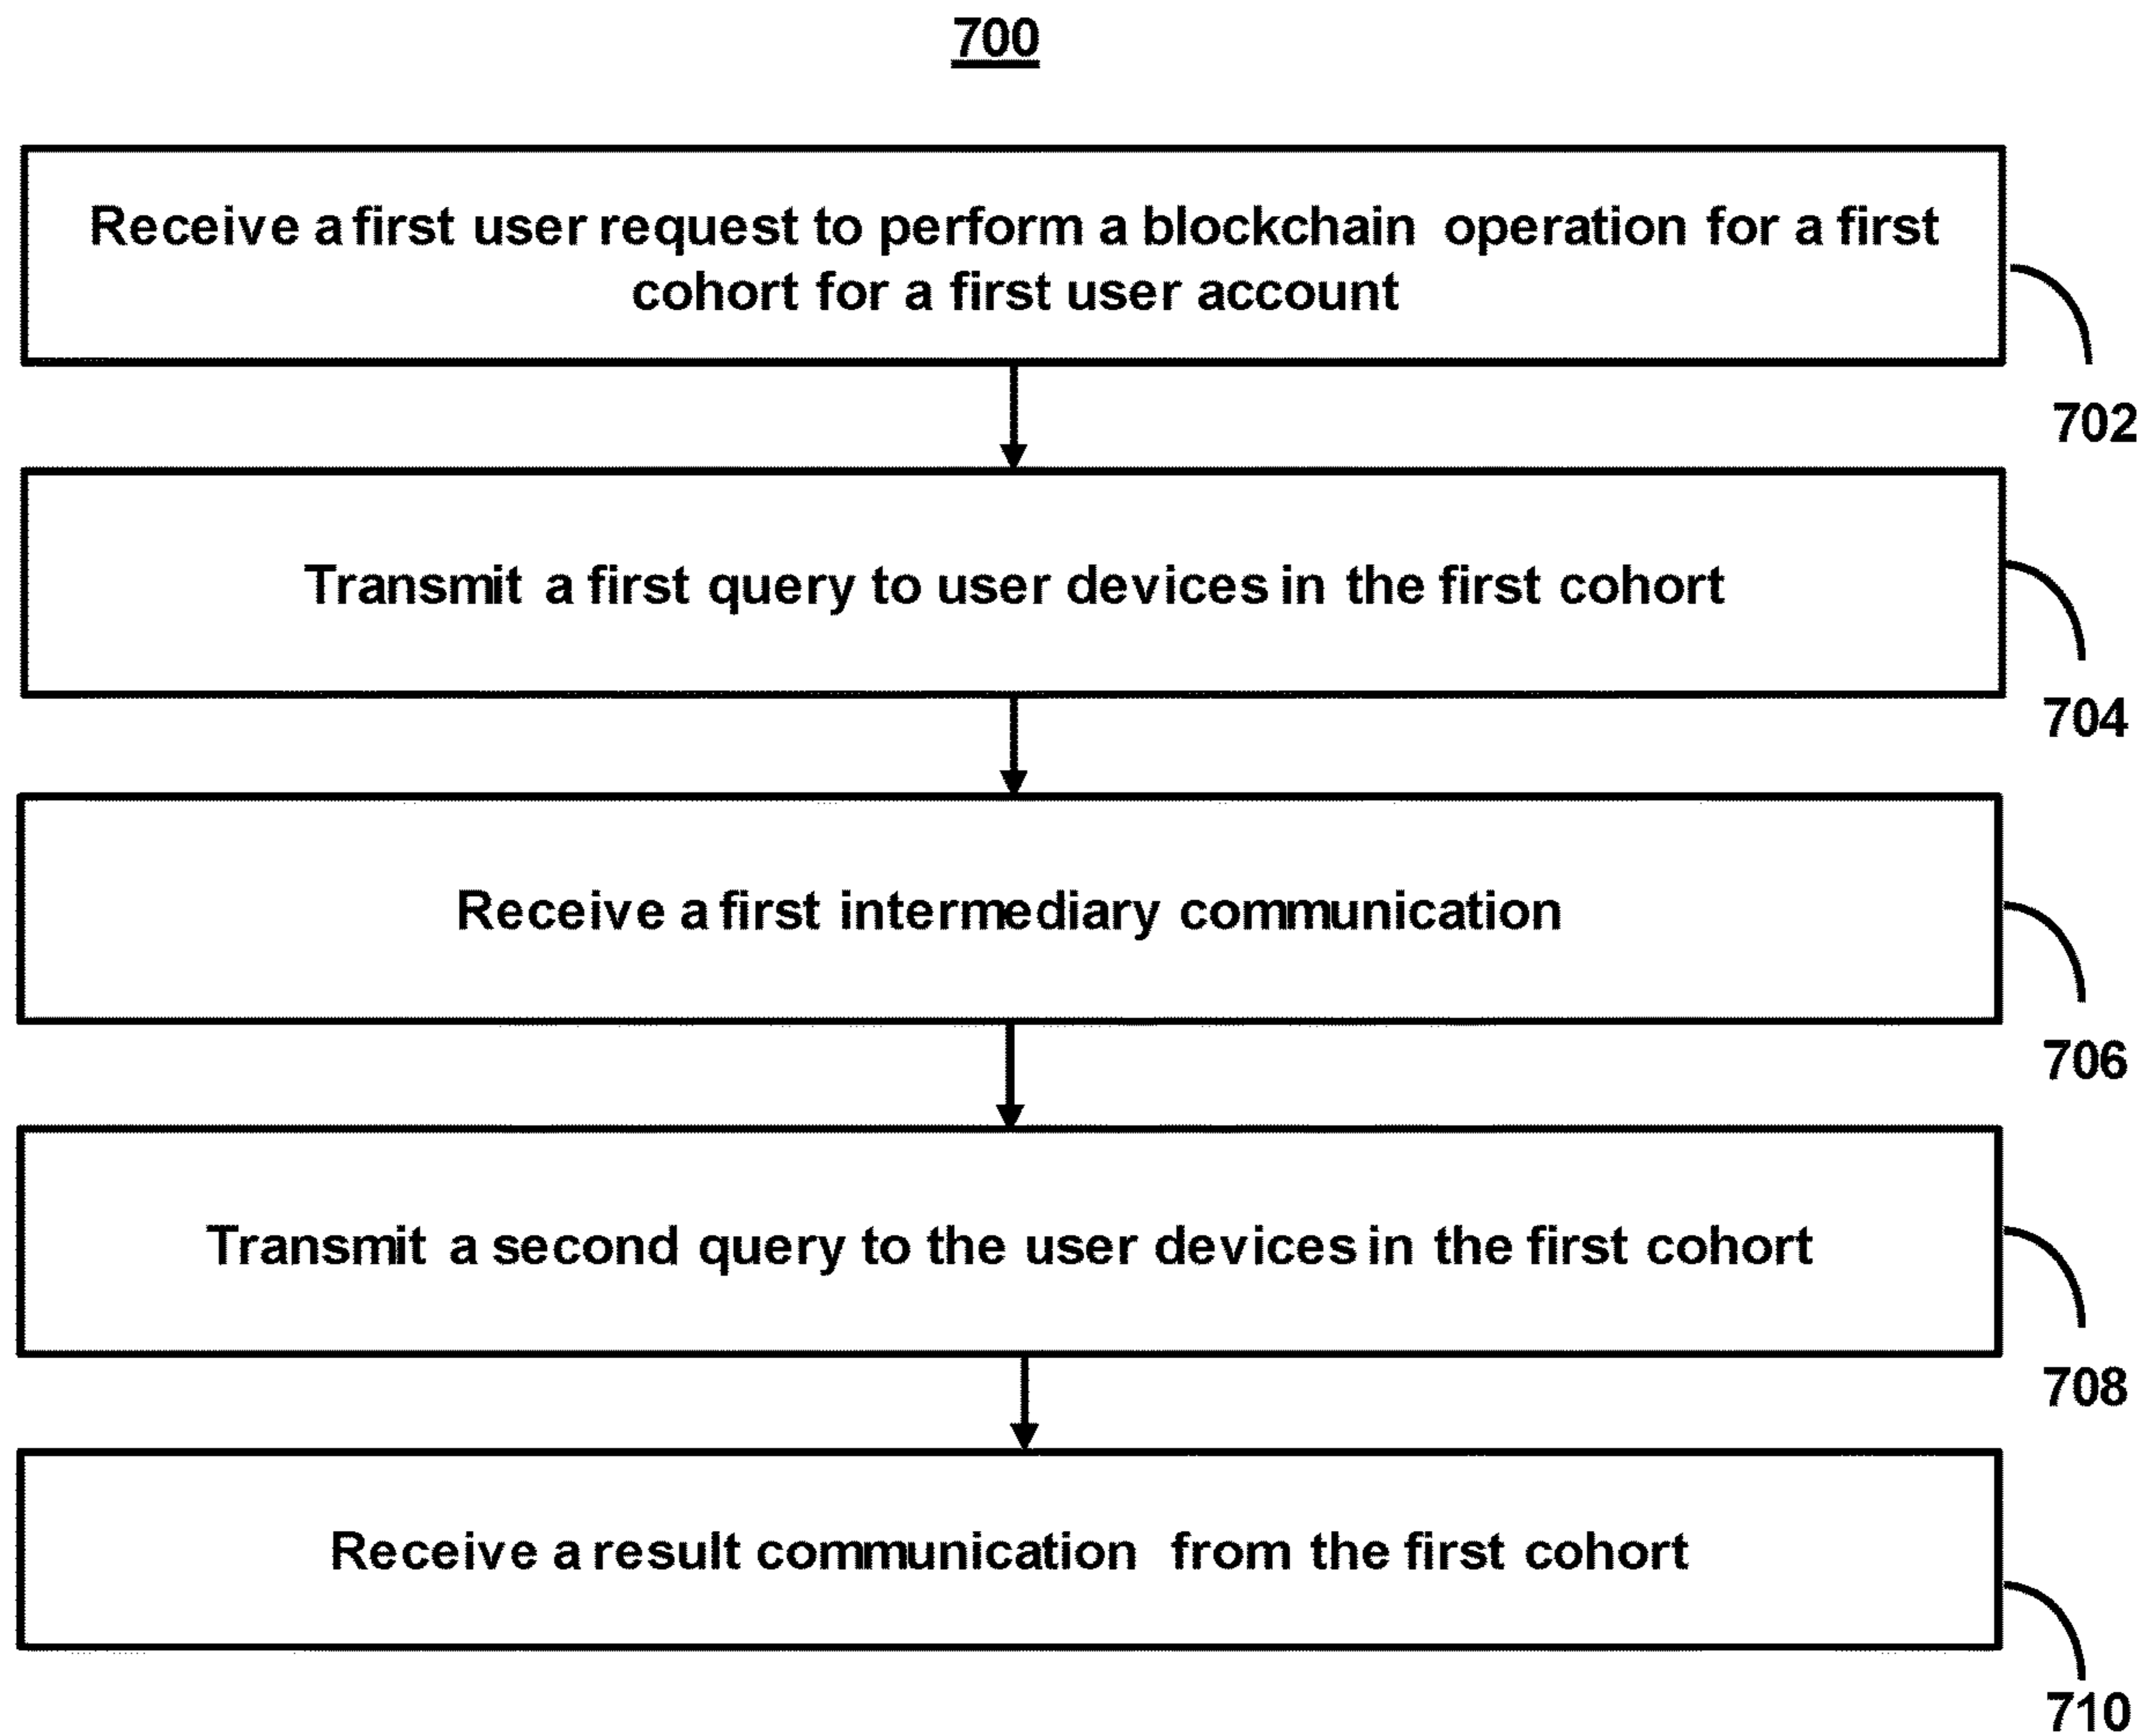 700
Receive a first user request to perform a blockchain operation for a first
cohort for a first user account
702
Transmit a first query to user devices in the first cohort
704
Receive a first intermediary communication
706
Transmit a second query to the user devices in the first cohort
708
Receive a result communication from the first cohort
710